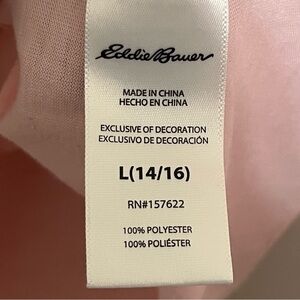 Eddie Bauer
MADE IN CHINA
HECHO EN CHINA
EXCLUSIVE OF DECORATION
EXCLUSIVO DE DECORACIÓN
L(14/16)
RN#157622
100% POLYESTER
100% POLIÉSTER